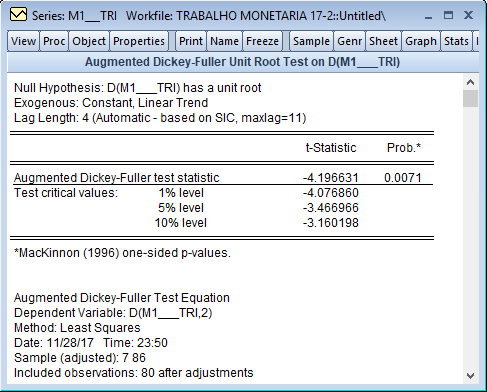 Series: M1___TRI   Workfile: TRABALHO MONETARIA 17-2::Untitled\
View Proc Object Properties Print Name Freeze Sample Genr Sheet Graph Stats
Augmented Dickey-Fuller Unit Root Test on D(M1___TRI)
Null Hypothesis: D(M1___TRI) has a unit root
Exogenous: Constant, Linear Trend
Lag Length: 4 (Automatic - based on SIC, maxlag=11)
t-Statistic Prob.*
Augmented Dickey-Fuller test statistic -4.196631 0.0071
Test critical values: 1% level -4.076860
5% level -3.466966
10% level -3.160198
*MacKinnon (1996) one-sided p-values.
Augmented Dickey-Fuller Test Equation
Dependent Variable: D(M1___TRI,2)
Method: Least Squares
Date: 11/28/17   Time: 23:50
Sample (adjusted): 7 86
Included observations: 80 after adjustments